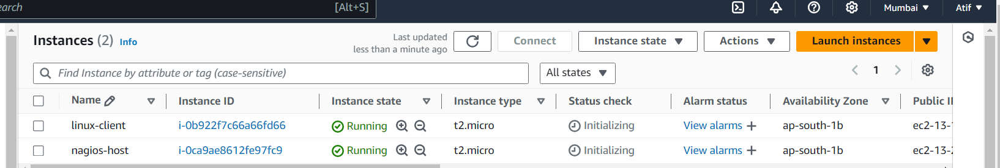 [Alt+S] Mumbai Atif
Instances (2) Info Last updated less than a minute ago Connect Instance state Actions Launch instances
Find Instance by attribute or tag (case-sensitive) All states 1
Name Instance ID Instance state Instance type Status check Alarm status Availability Zone Public
linux-client i-0b922f7c66a66fd66 Running t2.micro Initializing View alarms ap-south-1b ec2-13-
nagios-host i-0ca9ae8612fe97fc9 Running t2.micro Initializing View alarms ap-south-1b ec2-13-